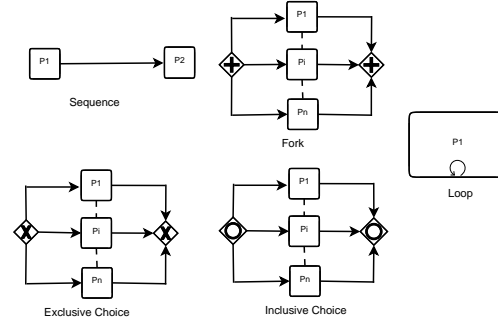 P1
P2
Sequence
P1
Pi
Pn
Fork
P1
Loop
X
X
P1
Pi
Pn
Exclusive Choice
P1
Pi
Pn
Inclusive Choice